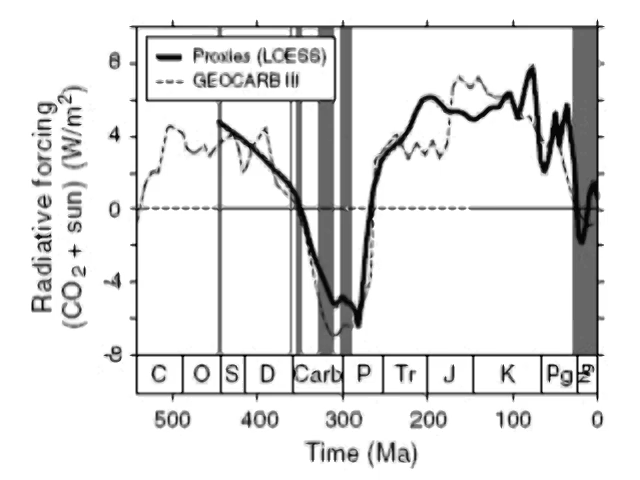 Proxies (LOESS)
GEOCARB III
Radiative forcing
(CO2 + sun) (W/m2)
8
4
0
-4
-8
C O S D Carb P Tr J K Pg Ng
500 400 300 200 100 0
Time (Ma)